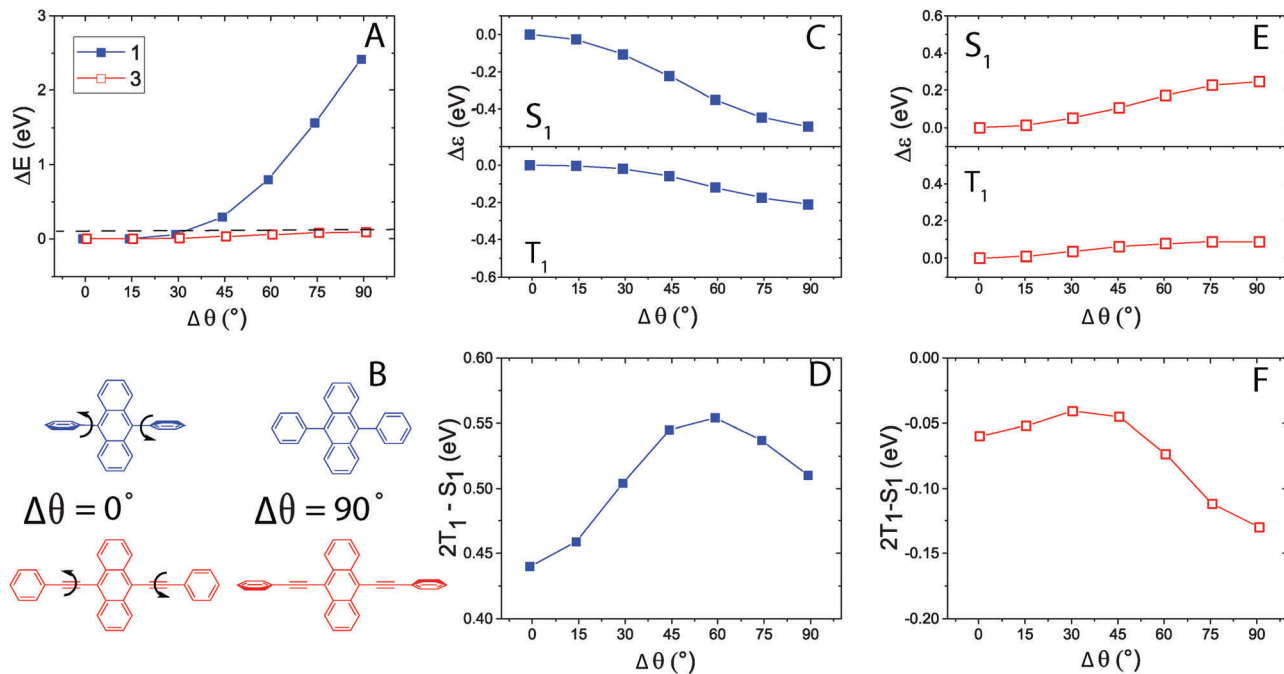 A
1
3
ΔE (eV)
3
2
1
0
0 15 30 45 60 75 90
Δθ (°)
B
Δθ = 0°
Δθ = 90°
C
S1
T1
Δε (eV)
0.0
-0.2
-0.4
0.0
-0.2
-0.4
-0.6
0 15 30 45 60 75 90
Δθ (°)
D
2T1 - S1 (eV)
0.60
0.55
0.50
0.45
0.40
0 15 30 45 60 75 90
Δθ (°)
E
S1
T1
Δε (eV)
0.6
0.4
0.2
0.0
0.4
0.2
0.0
0 15 30 45 60 75 90
Δθ (°)
F
2T1-S1 (eV)
0.00
-0.05
-0.10
-0.15
-0.20
0 15 30 45 60 75 90
Δθ (°)